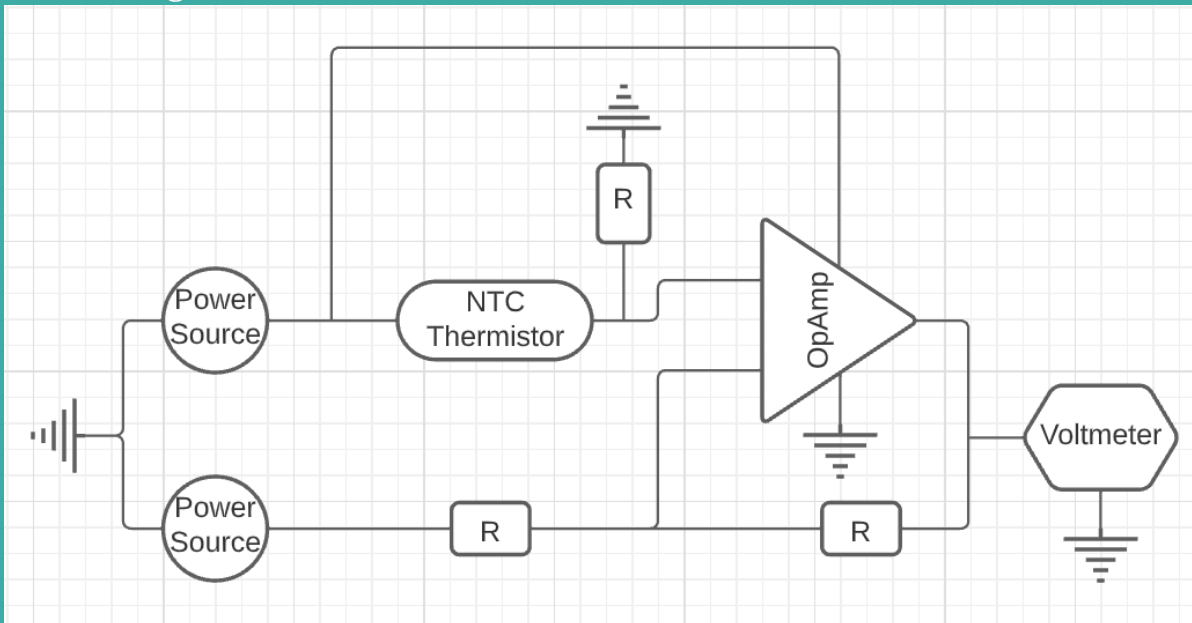 R
Power
Source
NTC
Thermistor
OpAmp
Voltmeter
Power
Source
R
R